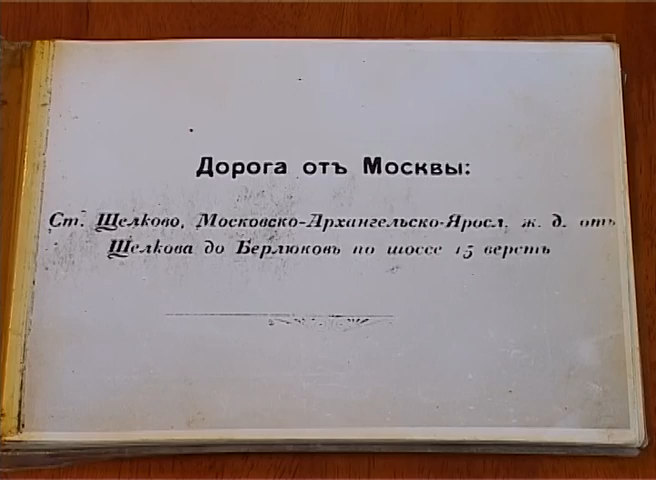 Дорога отъ Москвы:
Ст. Щелково, Московско-Архангельско-Яросл. ж. д. отъ
Щелкова до Берлюковъ по шоссе 15 верстъ